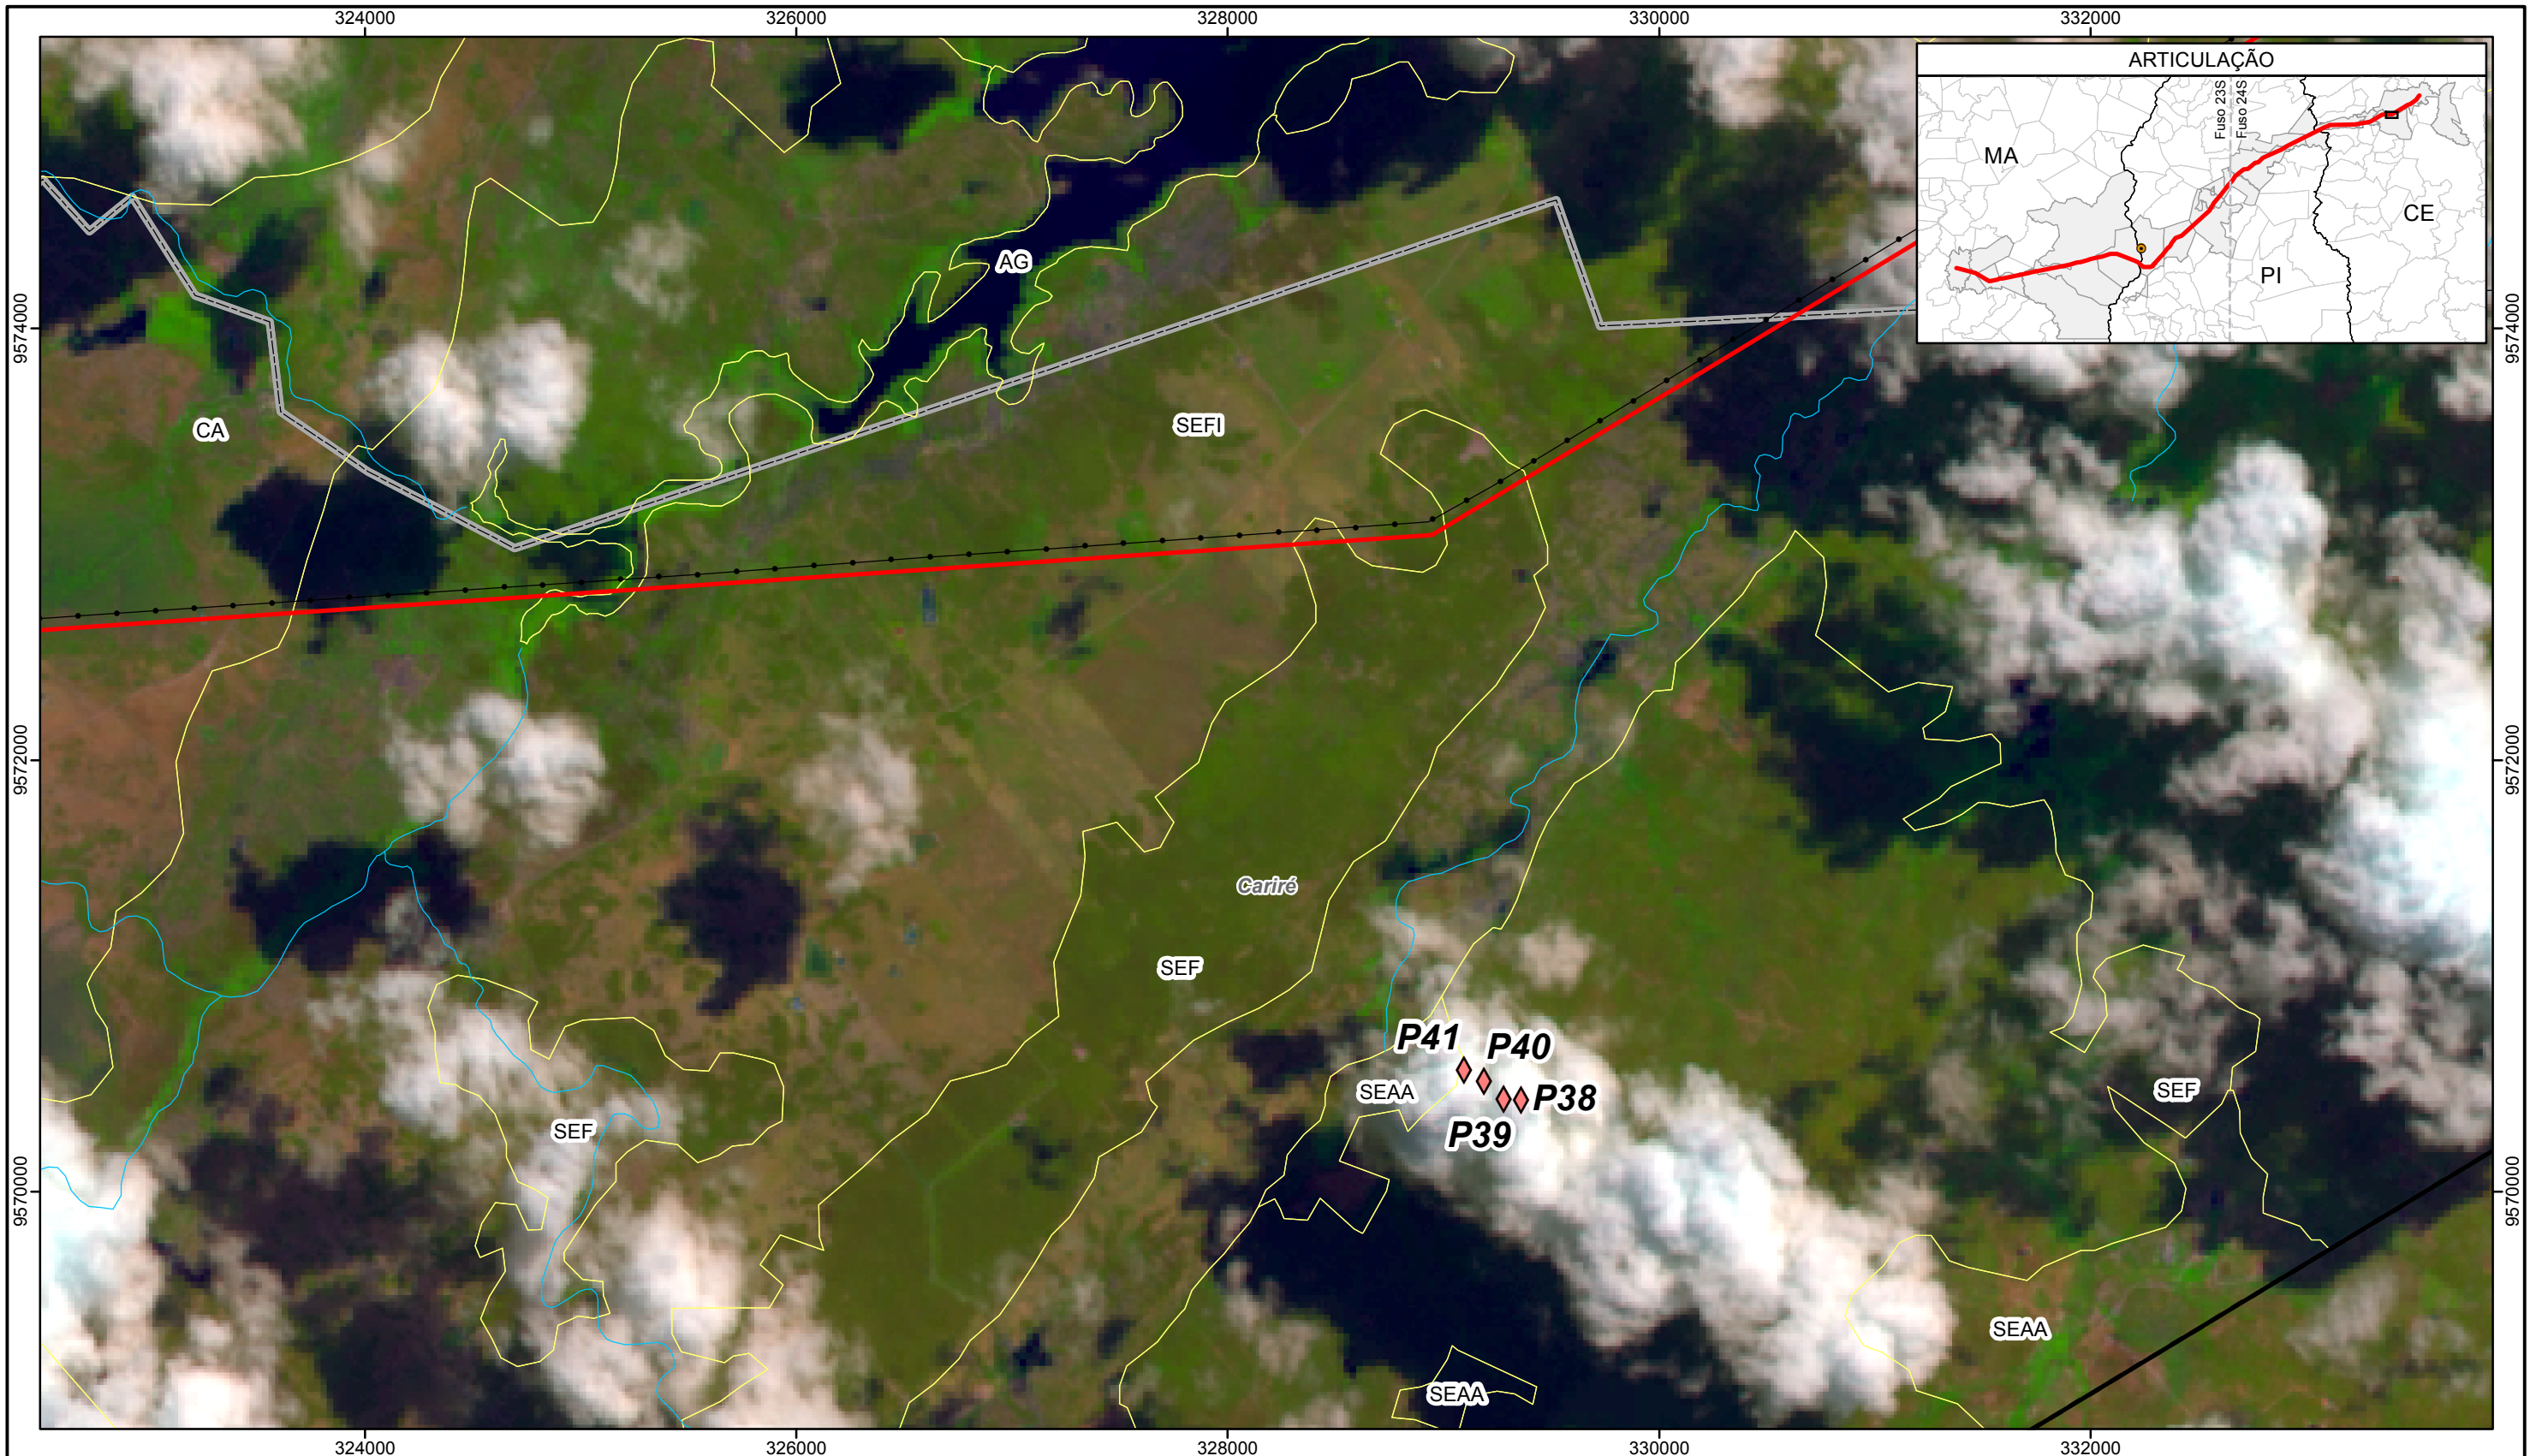 324000
326000
328000
330000
332000
ARTICULAÇÃO
Fuso 23S
Fuso 24S
MA
CE
PI
9574000
9574000
AG
SEFI
CA
9572000
9572000
Cariré
SEF
P41
P40
SEAA
P38
SEF
SEF
P39
9570000
9570000
SEAA
SEAA
324000
326000
328000
330000
332000